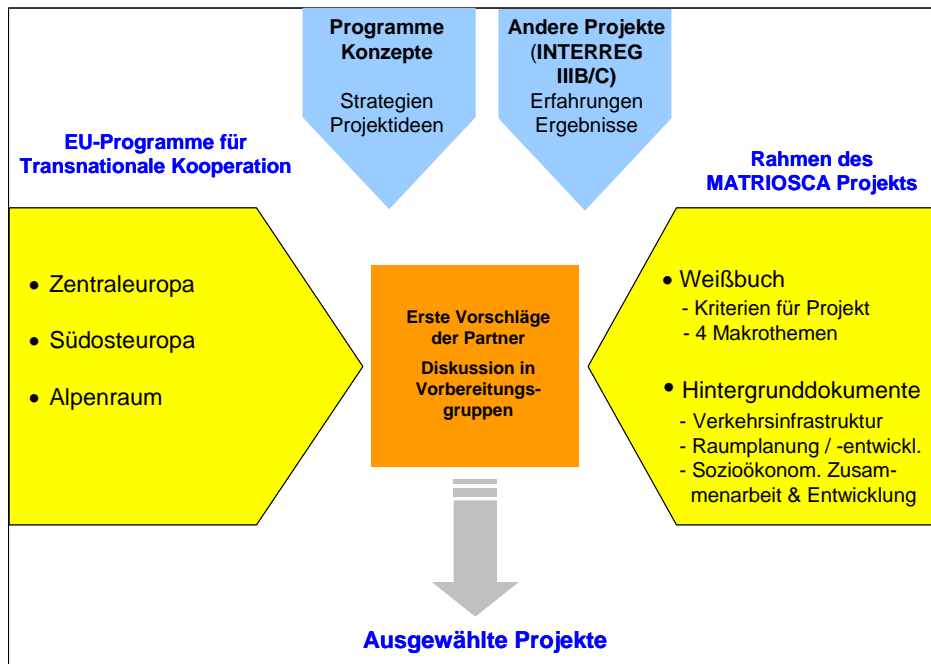 Programme
Konzepte
Strategien
Projektideen
Andere Projekte
(INTERREG
IIIB/C)
Erfahrungen
Ergebnisse
EU-Programme für
Transnationale Kooperation
• Zentraleuropa
• Südosteuropa
• Alpenraum
Erste Vorschläge
der Partner
Diskussion in
Vorbereitungs-
gruppen
Rahmen des
MATRIOSCA Projekts
• Weißbuch
- Kriterien für Projekt
- 4 Makrothemen
• Hintergrunddokumente
- Verkehrsinfrastruktur
- Raumplanung / -entwickl.
- Sozioökonom. Zusam-
menarbeit & Entwicklung
Ausgewählte Projekte